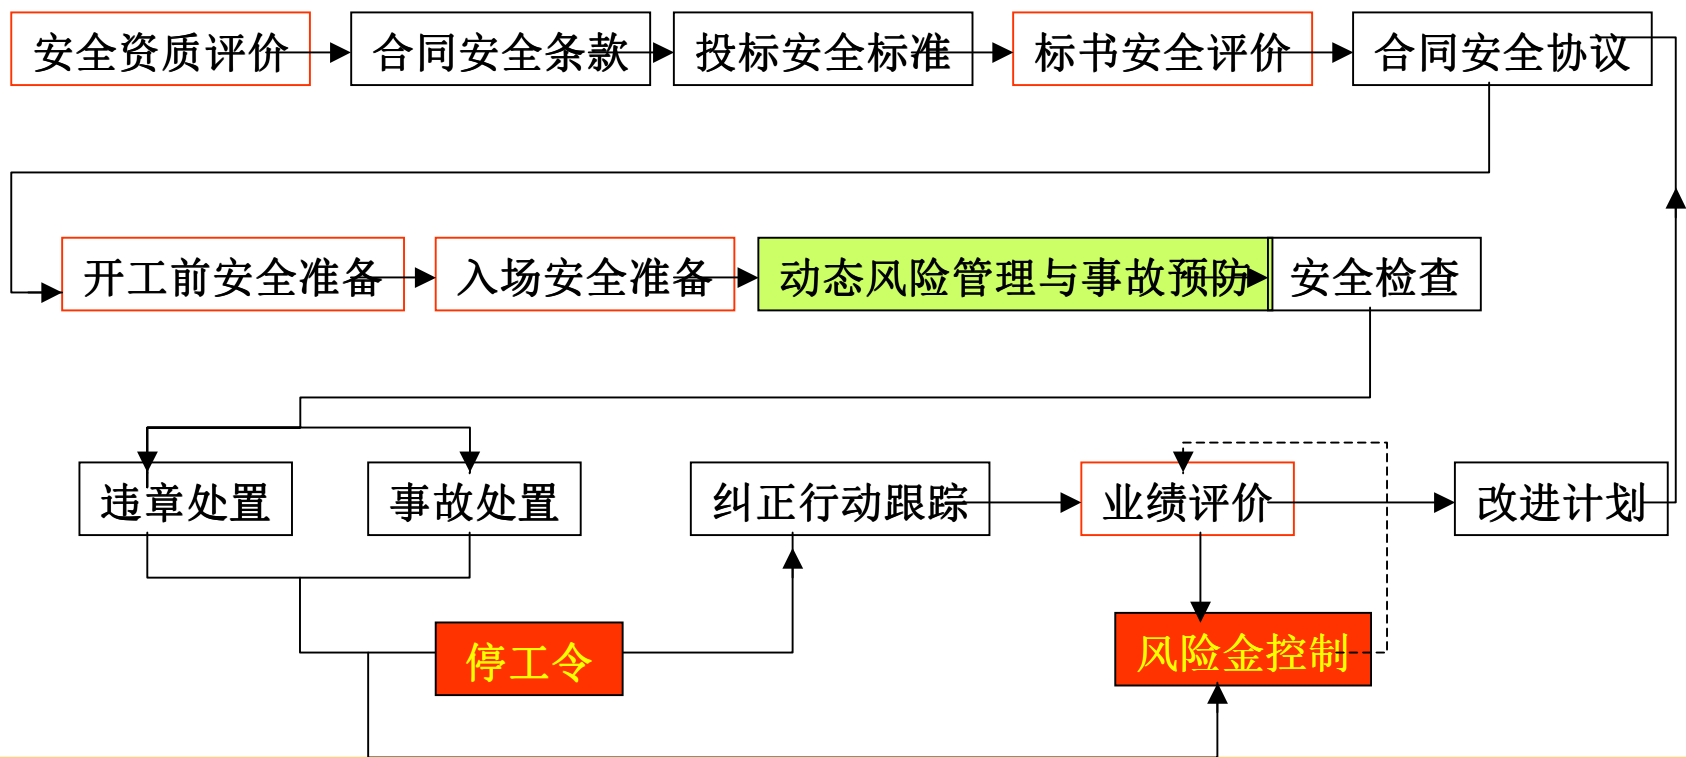 安全资质评价
合同安全条款
投标安全标准
标书安全评价
合同安全协议
开工前安全准备
入场安全准备
动态风险管理与事故预防
安全检查
违章处置
事故处置
纠正行动跟踪
业绩评价
改进计划
停工令
风险金控制